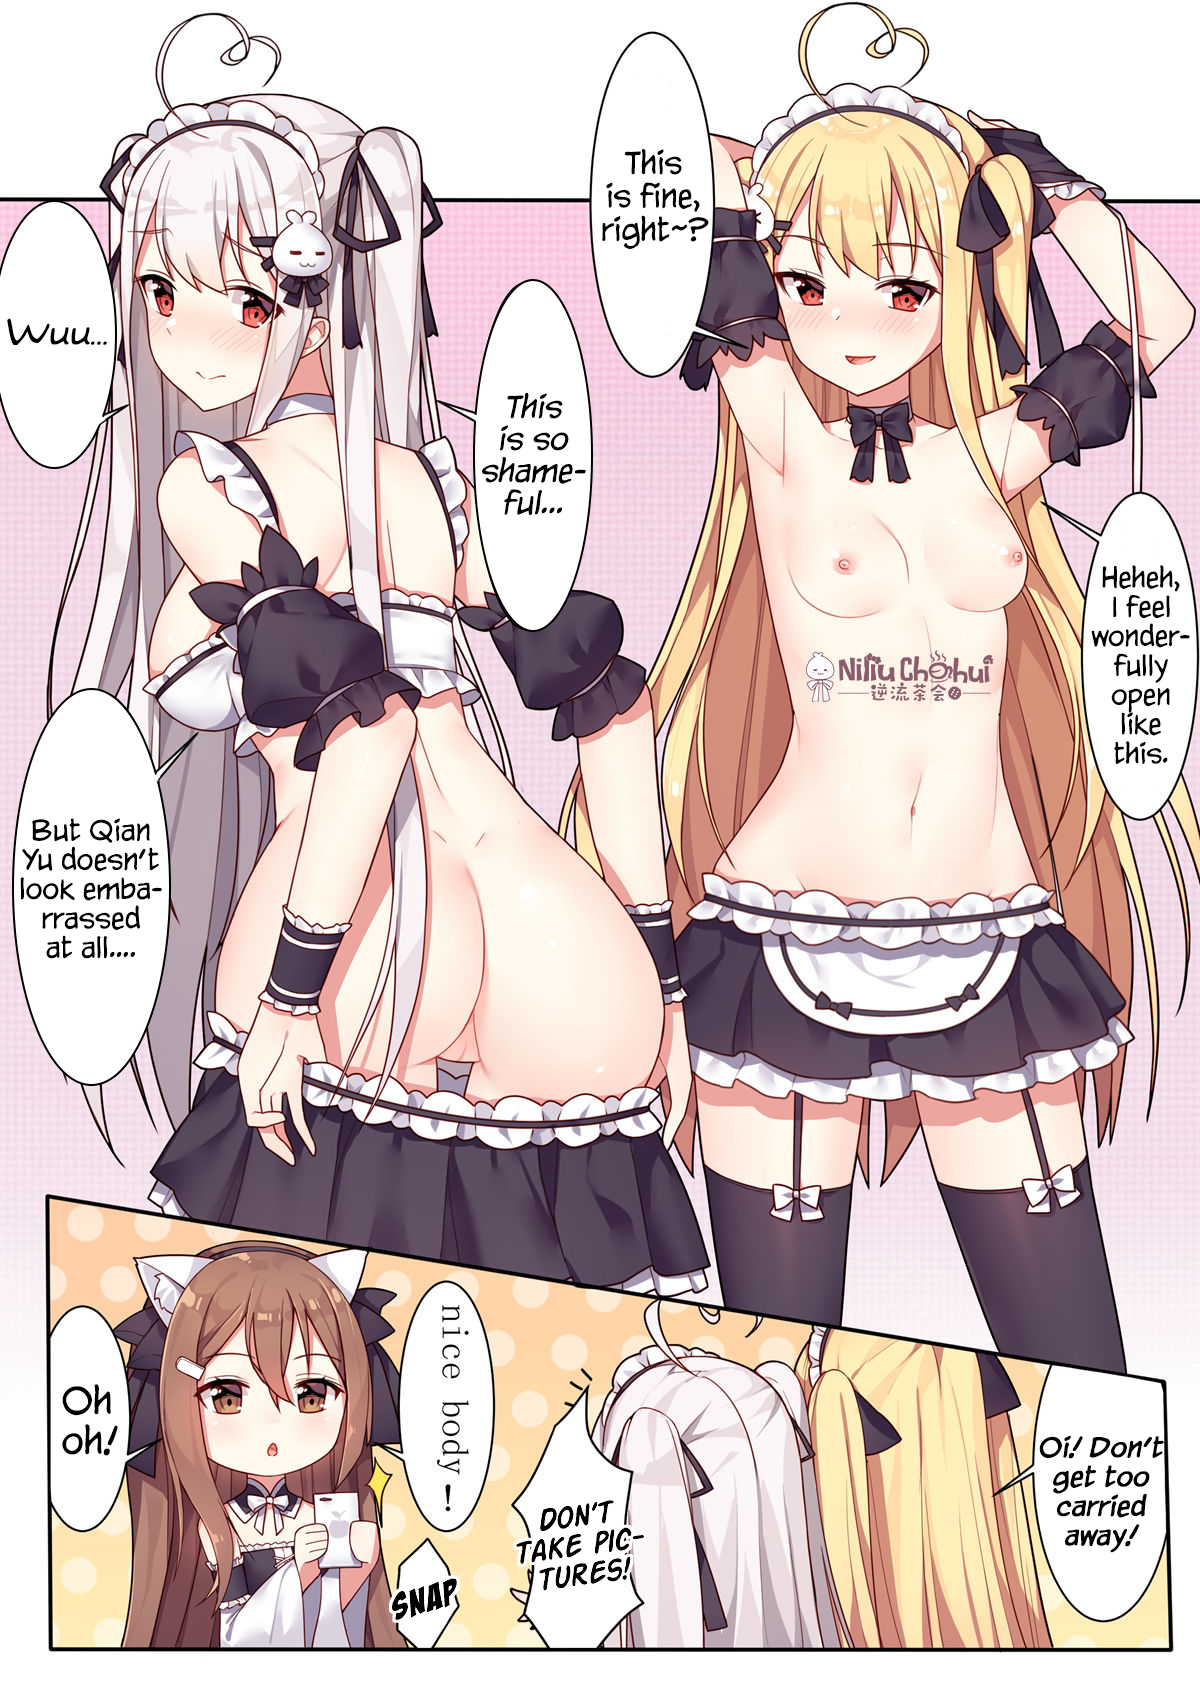 This
is fine,
right~?
Heheh,
I feel
wonder-
fully
open
like
this.
Wuu...
This
is so
shame-
ful...
But Qian
Yu doesn't
look emba-
rrassed
at all....
Niliu Chahui
逆流茶会
Oh
oh!
nice body!
SNAP
DON'T
TAKE PIC-
TURES!
Oi! Don't
get too
carried
away!